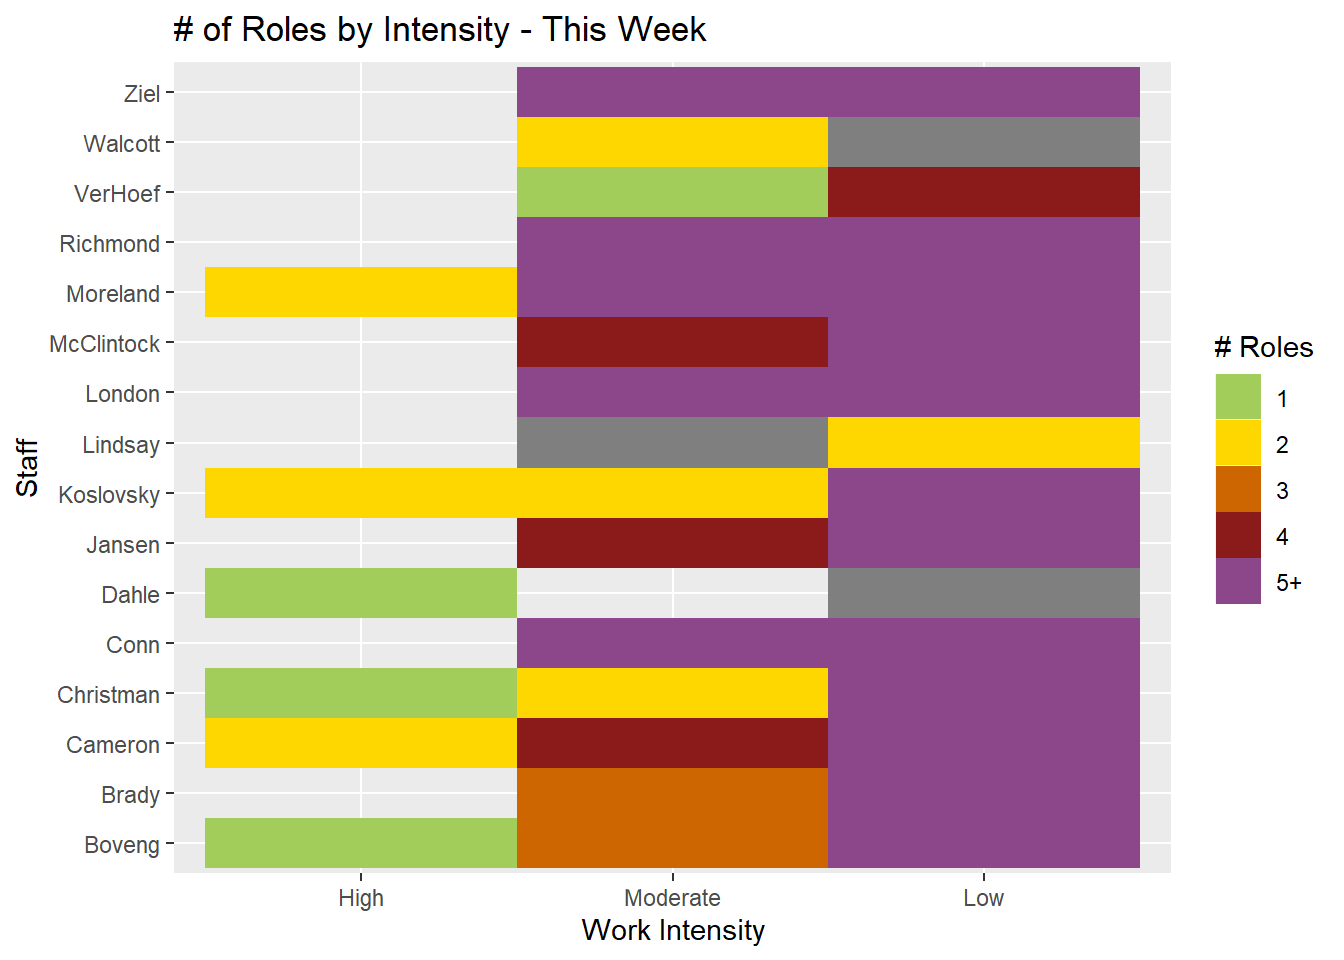 # of Roles by Intensity - This Week
Ziel
Walcott
VerHoef
Richmond
Moreland
McClintock
London
Lindsay
Koslovsky
Jansen
Dahle
Conn
Christman
Cameron
Brady
Boveng
Staff
High
Moderate
Low
Work Intensity
# Roles
1
2
3
4
5+